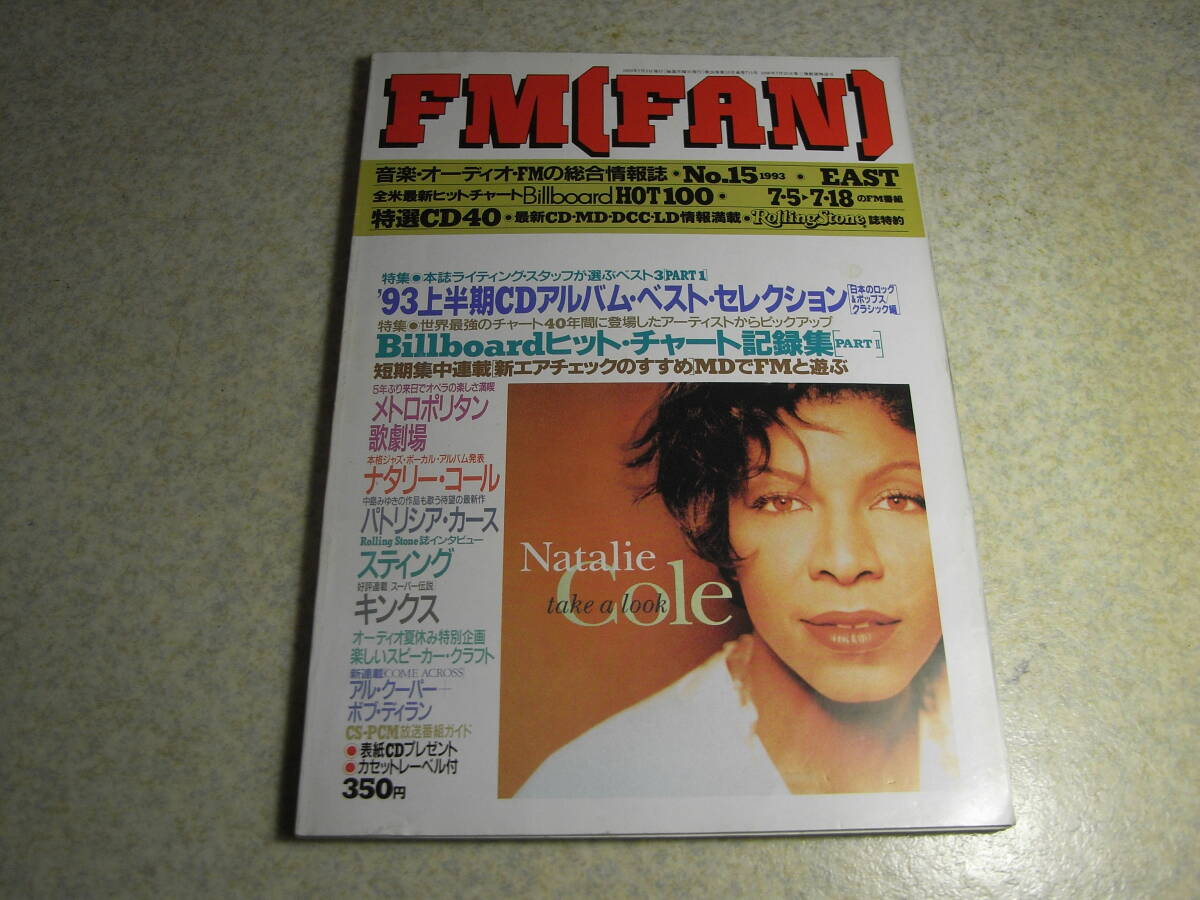 FM(FAN)
音楽・オーディオ・FMの総合情報誌・No.15 1993・EAST
全米最新ヒットチャートBillboard HOT100・7・5▶7・18のFM番組
特選CD40・最新CD・MD・DCC・LD情報満載・Rolling Stone誌特約
特集●本誌ライティング・スタッフが選ぶベスト3[PART 1]
'93上半期CDアルバム・ベスト・セレクション[日本のロック&ポップス/クラシック編]
特集●世界最強のチャート40年間に登場したアーティストからピックアップ
Billboardヒット・チャート記録集[PART II]
短期集中連載[新エアチェックのすすめ]MDでFMと遊ぶ
5年ぶり来日でオペラの楽しさ満喫
メトロポリタン
歌劇場
本格ジャズ・ボーカル・アルバム発表
ナタリー・コール
中島みゆきの作品も歌う待望の最新作
パトリシア・カース
Rolling Stone誌インタビュー
スティング
好評連載 スーパー伝説
キンクス
オーディオ夏休み特別企画
楽しいスピーカー・クラフト
新連載[COME ACROSS]
アル・クーパー
ボブ・ディラン
CS-PCM放送番組ガイド
●表紙CDプレゼント
●カセットレーベル付
350円
Natalie
Cole
take a look